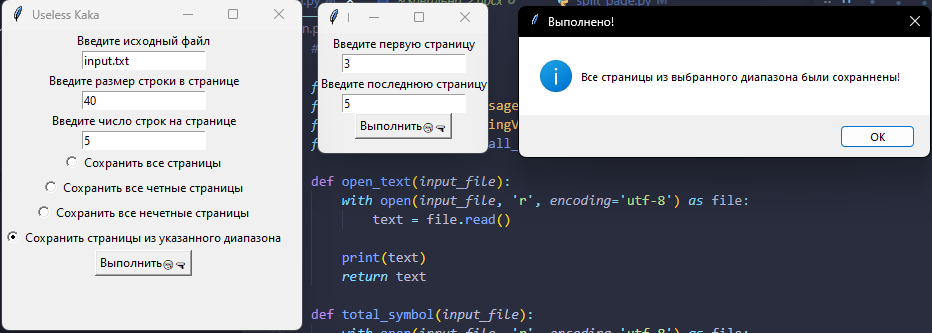 Useless Kaka
Введите исходный файл
input.txt
Введите размер строки в странице
40
Введите число строк на странице
5
Сохранить все страницы
Сохранить все четные страницы
Сохранить все нечетные страницы
Сохранить страницы из указанного диапазона
Выполнить
Введите первую страницу
3
Введите последнюю страницу
5
Выполнить
Выполнено!
Все страницы из выбранного диапазона были сохраннены!
OK
split_page.py M
def open_text(input_file):
with open(input_file, 'r', encoding='utf-8') as file:
text = file.read()
print(text)
return text
def total_symbol(input_file):